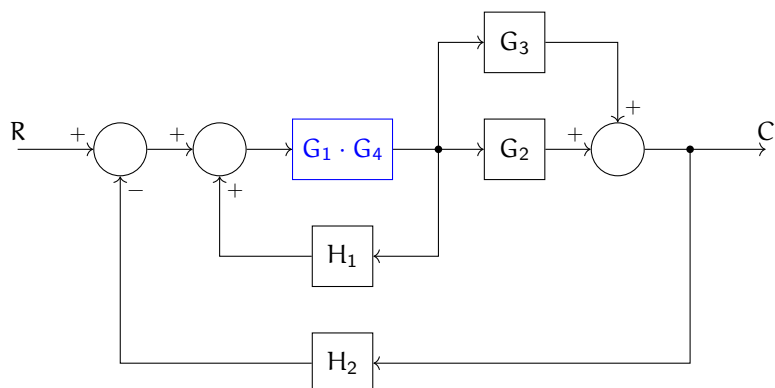 G₃
R + + G₁ · G₄ G₂ + + C
− +
H₁
H₂